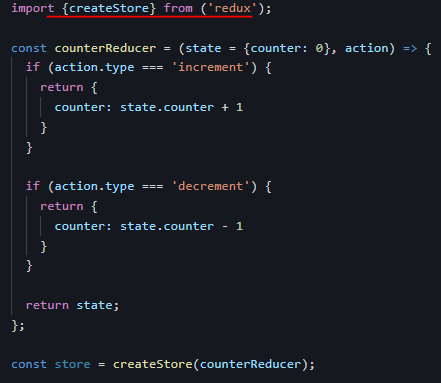 import {createStore} from ('redux');
const counterReducer = (state = {counter: 0}, action) => {
if (action.type === 'increment') {
return {
counter: state.counter + 1
}
}
if (action.type === 'decrement') {
return {
counter: state.counter - 1
}
}
return state;
};
const store = createStore(counterReducer);